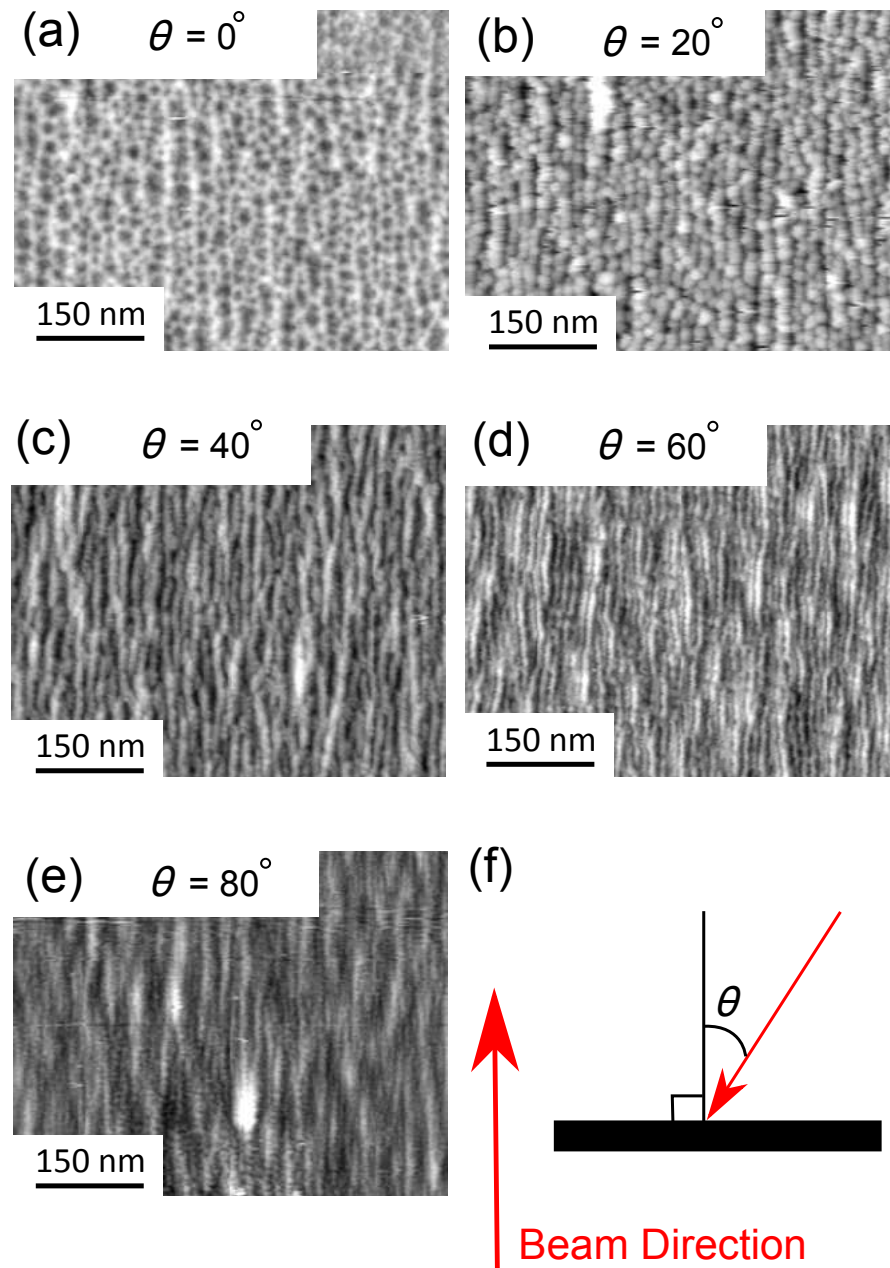 (a) θ = 0°
150 nm
(b) θ = 20°
150 nm
(c) θ = 40°
150 nm
(d) θ = 60°
150 nm
(e) θ = 80°
150 nm
(f)
θ
Beam Direction